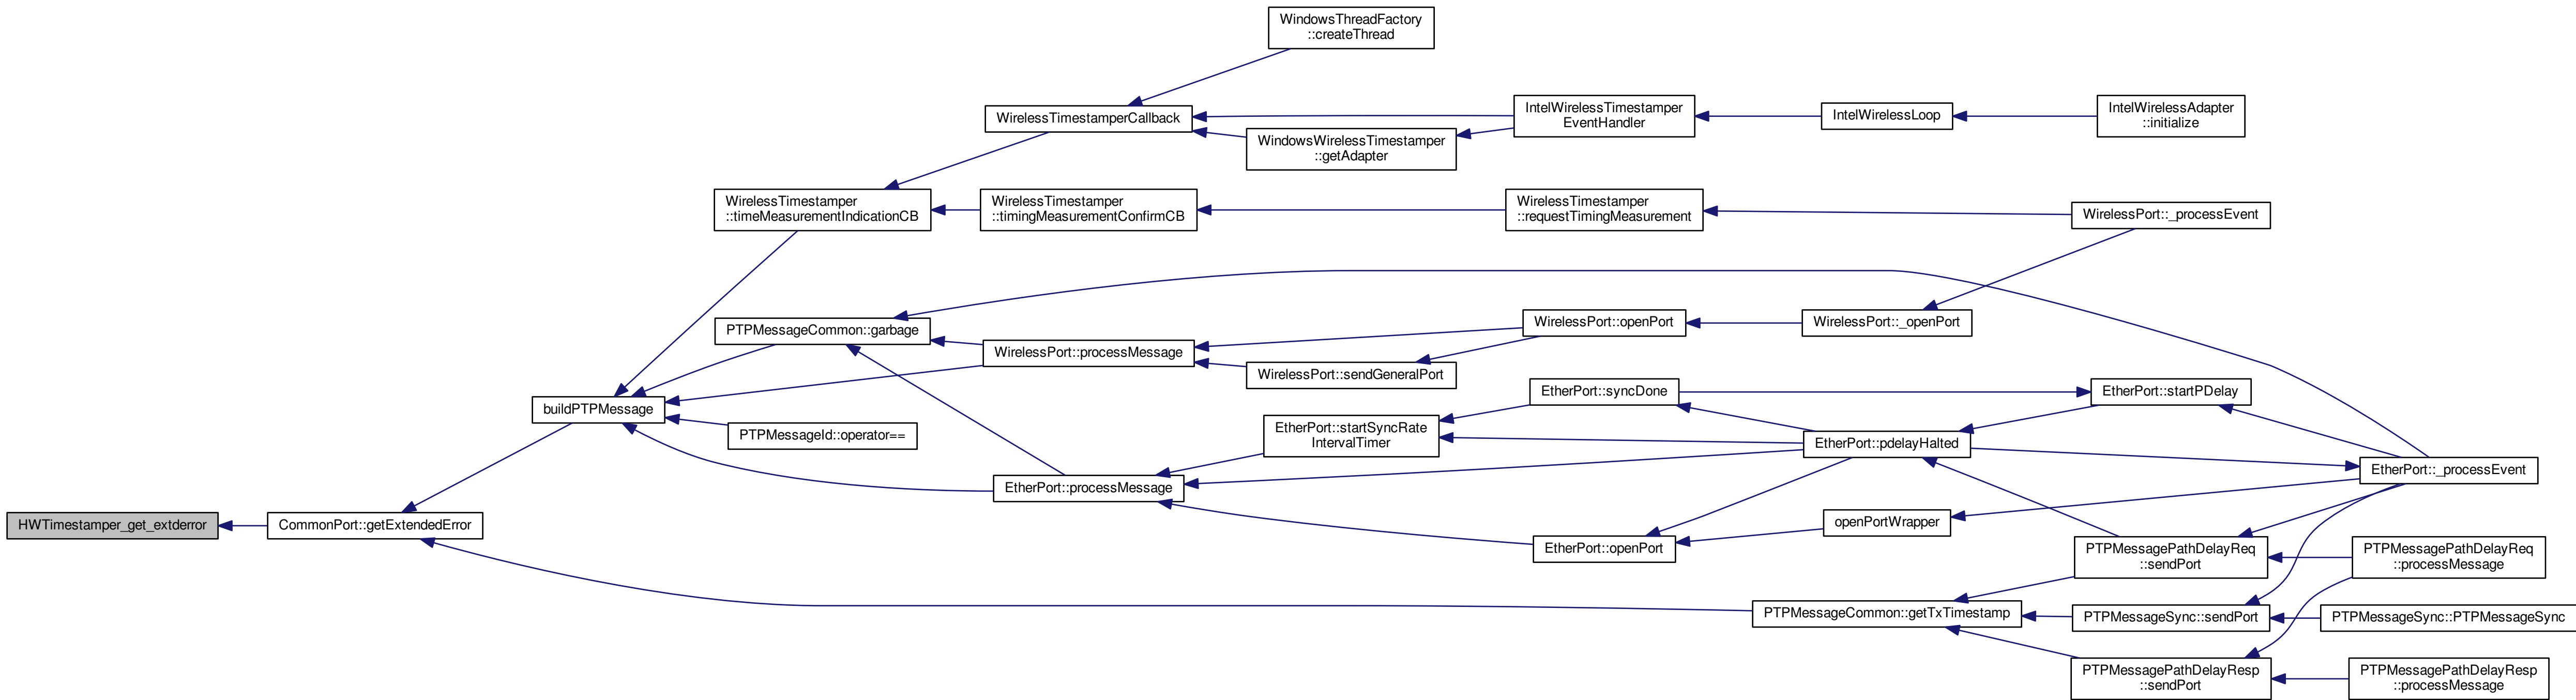 WindowsThreadFactory
::createThread
WirelessTimestamperCallback
IntelWirelessTimestamper
EventHandler
IntelWirelessLoop
IntelWirelessAdapter
::initialize
WindowsWirelessTimestamper
::getAdapter
WirelessTimestamper
::timeMeasurementIndicationCB
WirelessTimestamper
::timingMeasurementConfirmCB
WirelessTimestamper
::requestTimingMeasurement
WirelessPort::_processEvent
PTPMessageCommon::garbage
WirelessPort::openPort
WirelessPort::_openPort
WirelessPort::processMessage
WirelessPort::sendGeneralPort
buildPTPMessage
EtherPort::syncDone
EtherPort::startPDelay
PTPMessageId::operator==
EtherPort::startSyncRate
IntervalTimer
EtherPort::pdelayHalted
EtherPort::_processEvent
EtherPort::processMessage
HWTimestamper_get_extderror
CommonPort::getExtendedError
openPortWrapper
EtherPort::openPort
PTPMessagePathDelayReq
::sendPort
PTPMessagePathDelayReq
::processMessage
PTPMessageCommon::getTxTimestamp
PTPMessageSync::sendPort
PTPMessageSync::PTPMessageSync
PTPMessagePathDelayResp
::sendPort
PTPMessagePathDelayResp
::processMessage